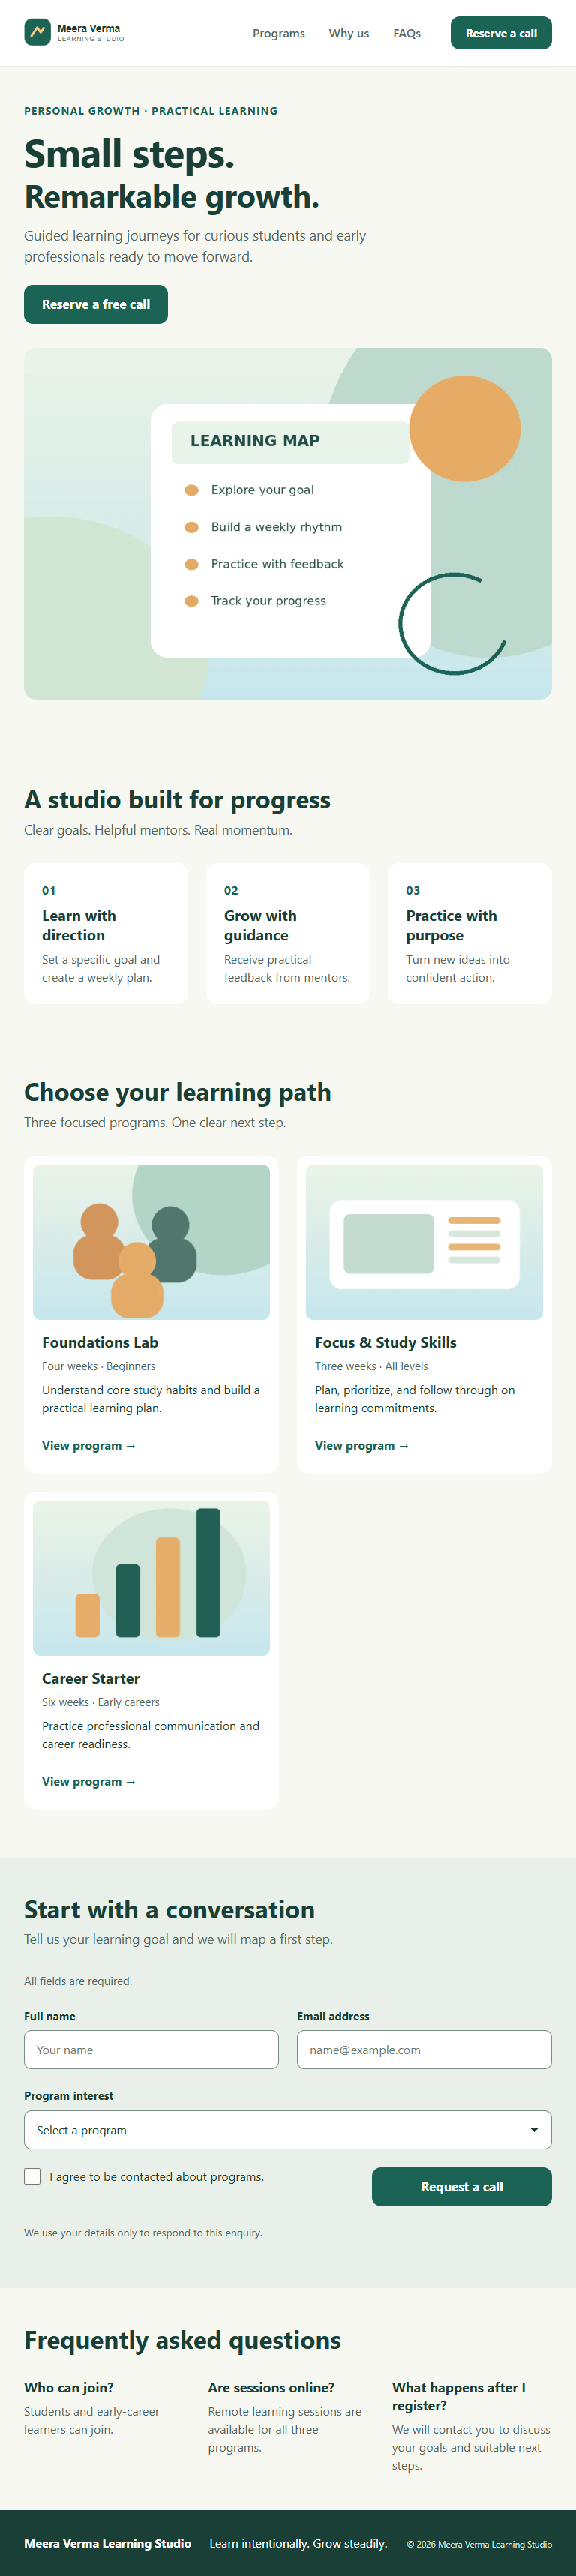 Meera Verma
LEARNING STUDIO
Programs
Why us
FAQs
Reserve a call
PERSONAL GROWTH · PRACTICAL LEARNING
Small steps.
Remarkable growth.
Guided learning journeys for curious students and early
professionals ready to move forward.
Reserve a free call
LEARNING MAP
Explore your goal
Build a weekly rhythm
Practice with feedback
Track your progress
A studio built for progress
Clear goals. Helpful mentors. Real momentum.
01
Learn with
direction
Set a specific goal and
create a weekly plan.
02
Grow with
guidance
Receive practical
feedback from mentors.
03
Practice with
purpose
Turn new ideas into
confident action.
Choose your learning path
Three focused programs. One clear next step.
Foundations Lab
Four weeks · Beginners
Understand core study habits and build a
practical learning plan.
View program →
Focus & Study Skills
Three weeks · All levels
Plan, prioritize, and follow through on
learning commitments.
View program →
Career Starter
Six weeks · Early careers
Practice professional communication and
career readiness.
View program →
Start with a conversation
Tell us your learning goal and we will map a first step.
All fields are required.
Full name
Your name
Email address
name@example.com
Program interest
Select a program
I agree to be contacted about programs.
Request a call
We use your details only to respond to this enquiry.
Frequently asked questions
Who can join?
Students and early-career
learners can join.
Are sessions online?
Remote learning sessions are
available for all three
programs.
What happens after I
register?
We will contact you to discuss
your goals and suitable next
steps.
Meera Verma Learning Studio
Learn intentionally. Grow steadily.
© 2026 Meera Verma Learning Studio